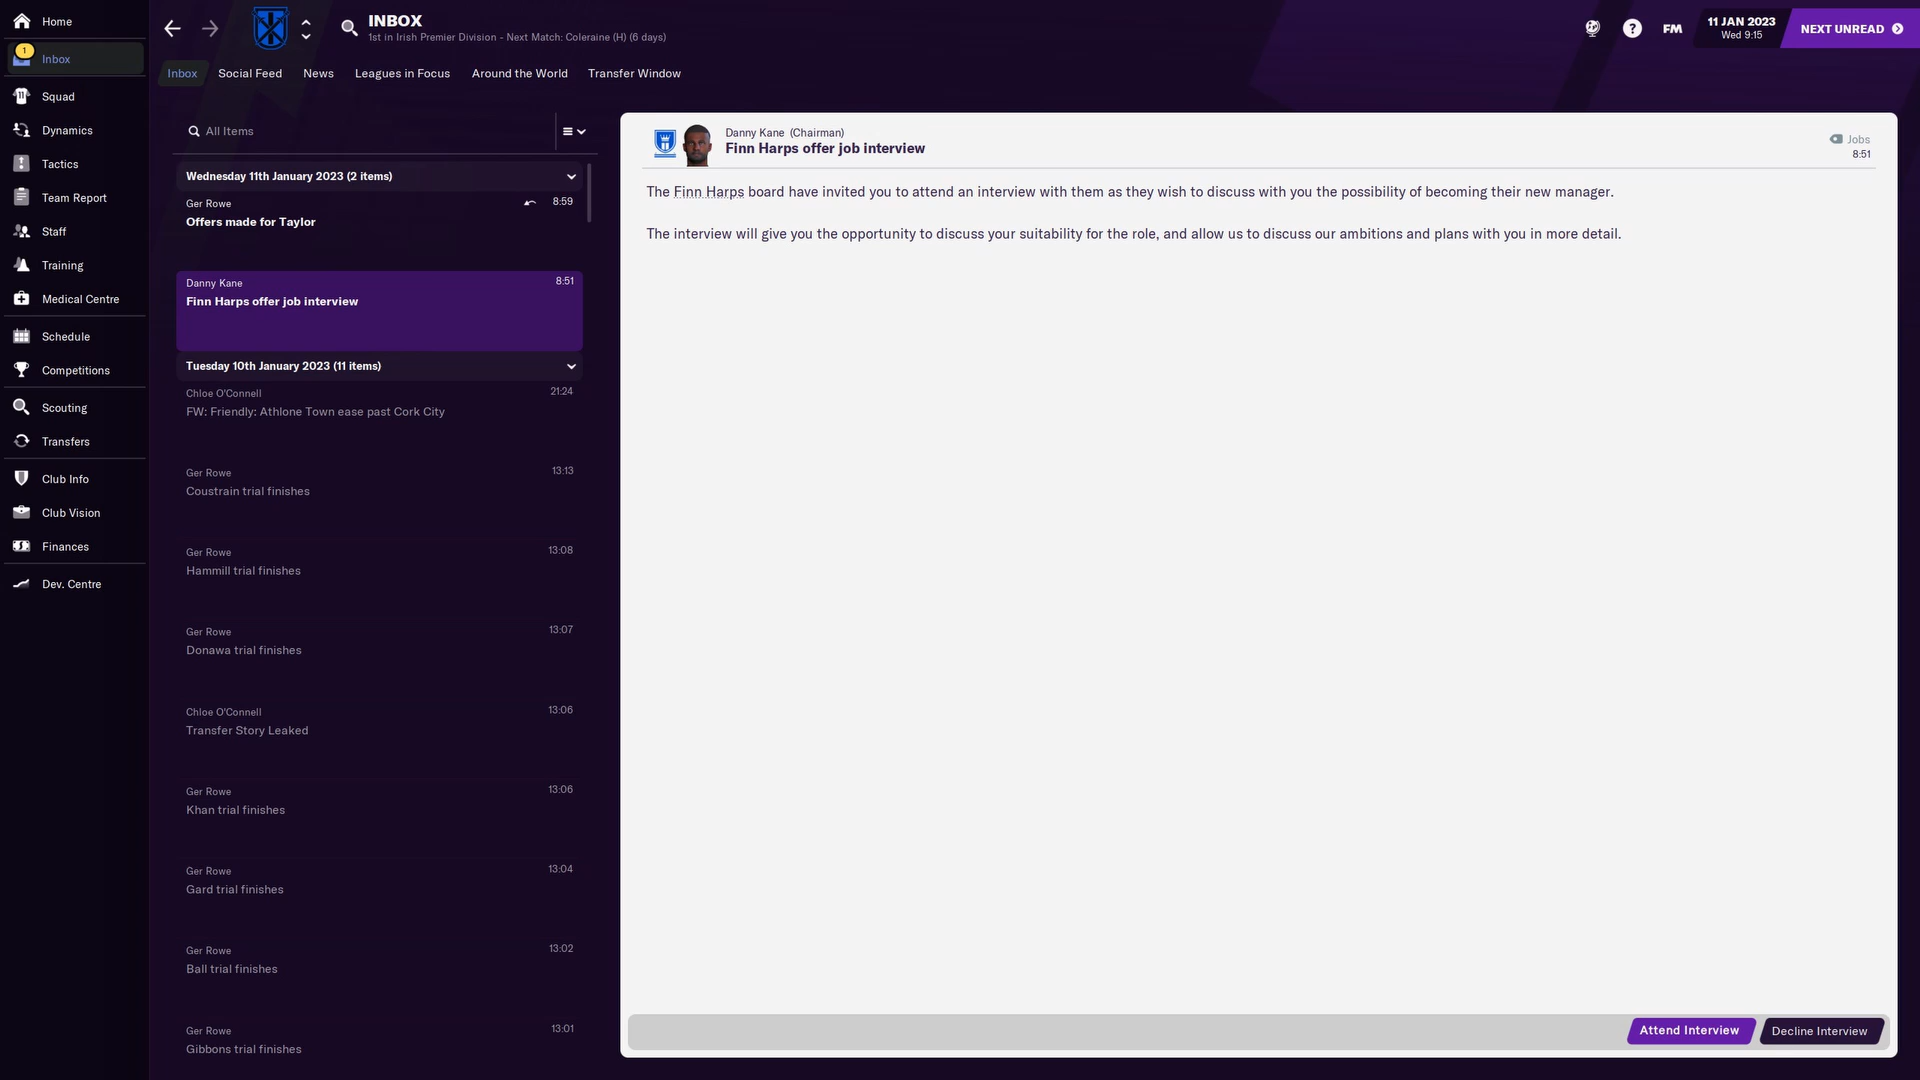 Home
1
Inbox
Squad
Dynamics
Tactics
Team Report
Staff
Training
Medical Centre
Schedule
Competitions
Scouting
Transfers
Club Info
Club Vision
Finances
Dev. Centre
INBOX
1st in Irish Premier Division - Next Match: Coleraine (H) (6 days)
FM
11 JAN 2023
Wed 9:15
NEXT UNREAD
Inbox Social Feed News Leagues in Focus Around the World Transfer Window
All Items
Wednesday 11th January 2023 (2 items)
Ger Rowe 8:59
Offers made for Taylor
Danny Kane 8:51
Finn Harps offer job interview
Tuesday 10th January 2023 (11 items)
Chloe O'Connell 21:24
FW: Friendly: Athlone Town ease past Cork City
Ger Rowe 13:13
Coustrain trial finishes
Ger Rowe 13:08
Hammill trial finishes
Ger Rowe 13:07
Donawa trial finishes
Chloe O'Connell 13:06
Transfer Story Leaked
Ger Rowe 13:06
Khan trial finishes
Ger Rowe 13:04
Gard trial finishes
Ger Rowe 13:02
Ball trial finishes
Ger Rowe 13:01
Gibbons trial finishes
Danny Kane (Chairman)
Finn Harps offer job interview
Jobs
8:51
The Finn Harps board have invited you to attend an interview with them as they wish to discuss with you the possibility of becoming their new manager.
The interview will give you the opportunity to discuss your suitability for the role, and allow us to discuss our ambitions and plans with you in more detail.
Attend Interview Decline Interview